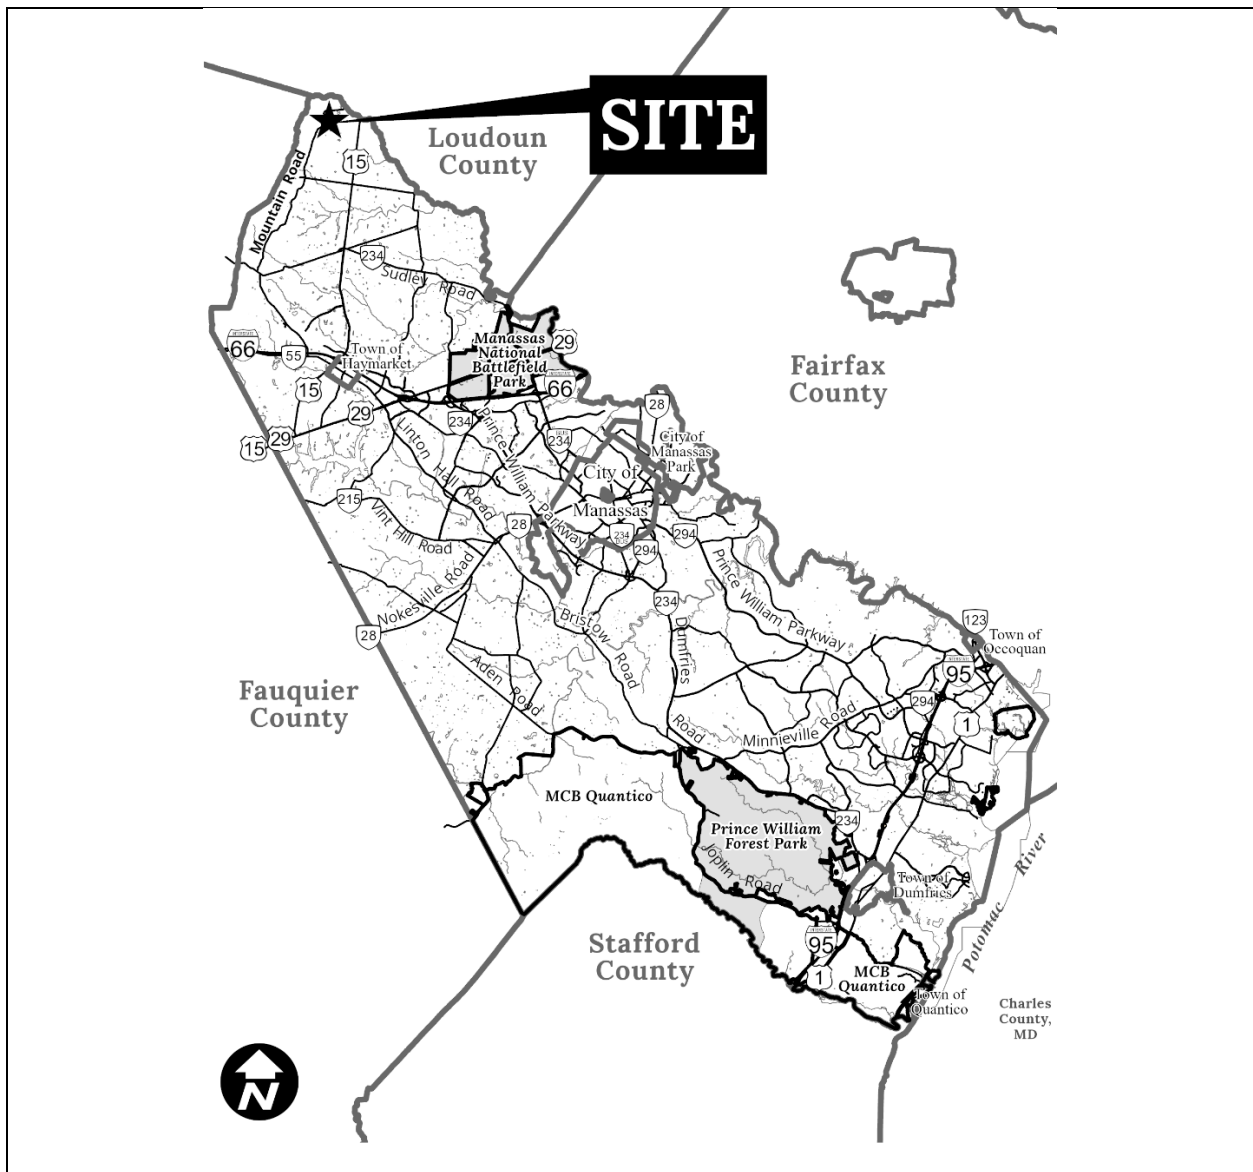 SITE
Loudoun
County
15
Mountain Road
234
Sudley Road
66
55
Town of
Haymarket
Manassas
National
Battlefield
Park
29
66
Fairfax
County
15
29
234
Prince William Parkway
234
28
City of
Manassas
Park
15
29
Linton Hall Road
City of
Manassas
215
Vint Hill Road
28
234
294
294
Nokesville Road
28
234
Prince William Parkway
Bristow Road
Dumfries
Road
123
Town of
Occoquan
95
Aden Road
Fauquier
County
294
1
Minnieville Road
MCB Quantico
Prince William
Forest Park
234
Joplin Road
Town of
Dumfries
Potomac River
Stafford
County
95
1
MCB
Quantico
Town of
Quantico
Charles
County,
MD
N